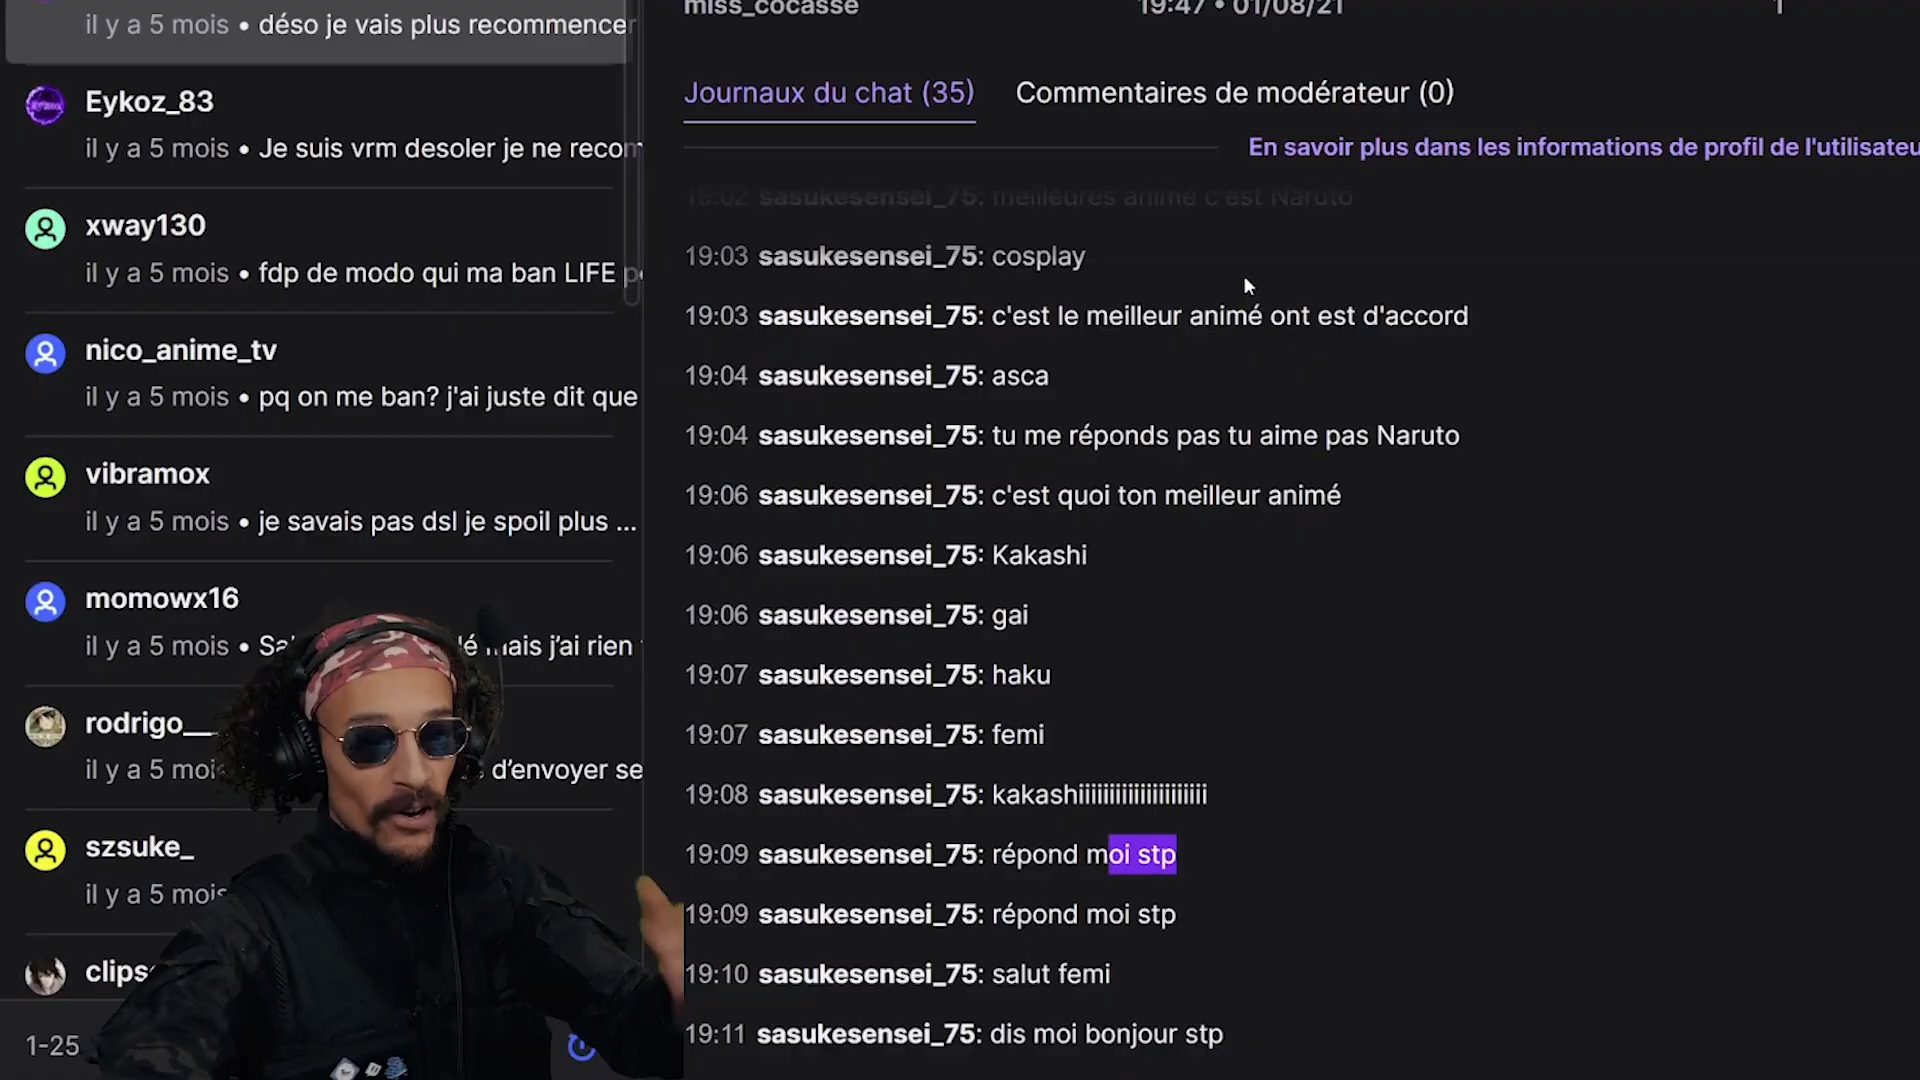 il y a 5 mois • déso je vais plus recommencer
Eykoz_83
il y a 5 mois • Je suis vrm desoler je ne recom
xway130
il y a 5 mois • fdp de modo qui ma ban LIFE
nico_anime_tv
il y a 5 mois • pq on me ban? j'ai juste dit que
vibramox
il y a 5 mois • je savais pas dsl je spoil plus ...
momowx16
il y a 5 mois • mais j'ai rien
rodrigo__
il y a 5 d'envoyer se
szsuke_
il y a 5 mois
1-25
miss_cocasse 19:47 • 01/08/21 1
Journaux du chat (35) Commentaires de modérateur (0)
En savoir plus dans les informations de profil de l'utilisateu
19:02 sasukesensei_75: meilleures anime c'est Naruto
19:03 sasukesensei_75: cosplay
19:03 sasukesensei_75: c'est le meilleur animé ont est d'accord
19:04 sasukesensei_75: asca
19:04 sasukesensei_75: tu me réponds pas tu aime pas Naruto
19:06 sasukesensei_75: c'est quoi ton meilleur animé
19:06 sasukesensei_75: Kakashi
19:06 sasukesensei_75: gai
19:07 sasukesensei_75: haku
19:07 sasukesensei_75: femi
19:08 sasukesensei_75: kakashiiiiiiiiiiiiiiiiiiiii
19:09 sasukesensei_75: répond moi stp
19:09 sasukesensei_75: répond moi stp
19:10 sasukesensei_75: salut femi
19:11 sasukesensei_75: dis moi bonjour stp